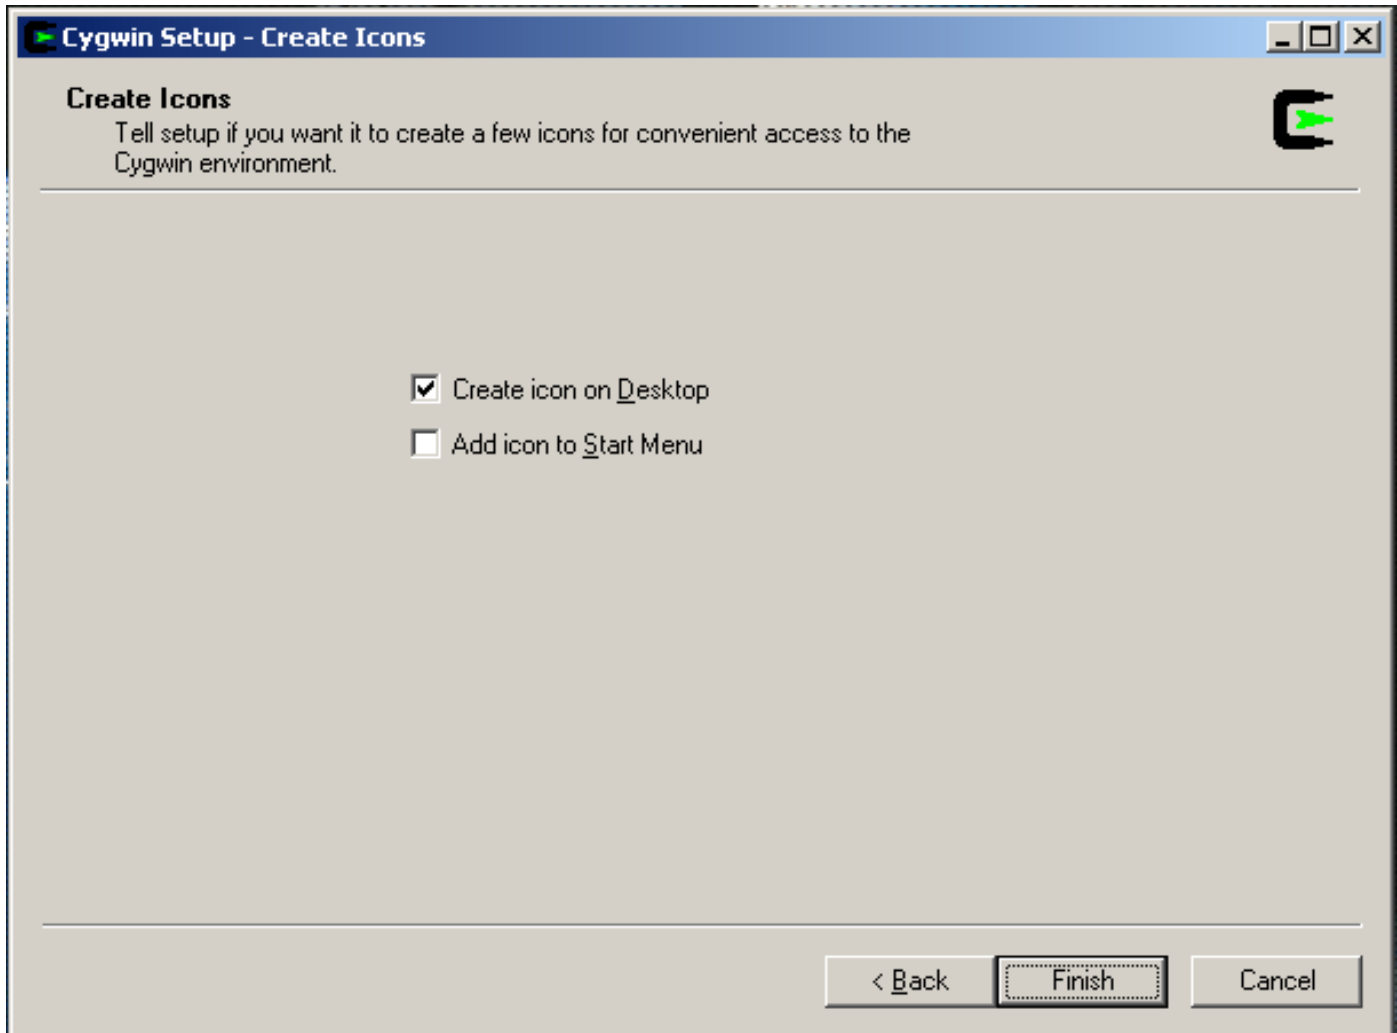 Cygwin Setup - Create Icons
Create Icons
Tell setup if you want it to create a few icons for convenient access to the
Cygwin environment.
Create icon on Desktop
Add icon to Start Menu
< Back Finish Cancel